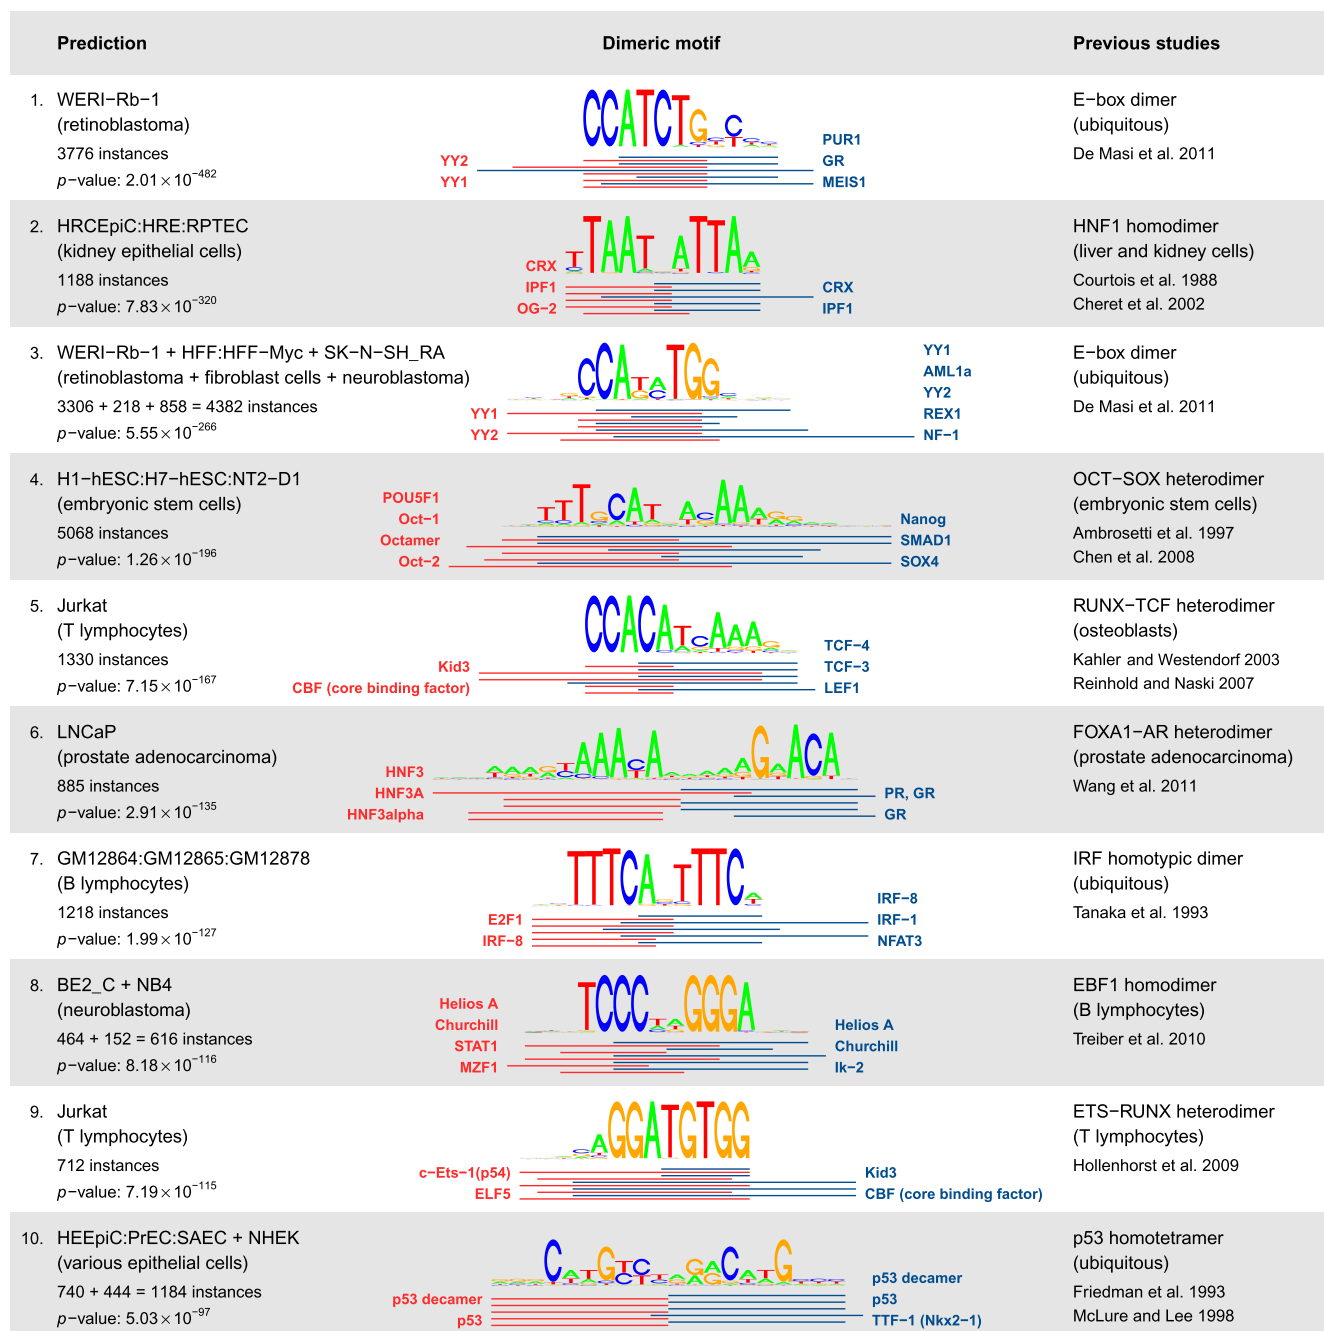 Prediction Dimeric motif Previous studies
1. WERI−Rb−1
(retinoblastoma)
3776 instances
p−value: 2.01×10−482
CCATCTG C
PUR1
YY2 GR
YY1 MEIS1
E−box dimer
(ubiquitous)
De Masi et al. 2011
2. HRCEpiC:HRE:RPTEC
(kidney epithelial cells)
1188 instances
p−value: 7.83×10−320
TTAAT ATTAA
CRX
IPF1 CRX
OG−2 IPF1
HNF1 homodimer
(liver and kidney cells)
Courtois et al. 1988
Cheret et al. 2002
3. WERI−Rb−1 + HFF:HFF−Myc + SK−N−SH_RA
(retinoblastoma + fibroblast cells + neuroblastoma)
3306 + 218 + 858 = 4382 instances
p−value: 5.55×10−266
CCA TGG
YY1
AML1a
YY2
YY1 REX1
YY2 NF−1
E−box dimer
(ubiquitous)
De Masi et al. 2011
4. H1−hESC:H7−hESC:NT2−D1
(embryonic stem cells)
5068 instances
p−value: 1.26×10−196
TTTGCAT AAA
POU5F1
Oct−1 Nanog
Octamer SMAD1
Oct−2 SOX4
OCT−SOX heterodimer
(embryonic stem cells)
Ambrosetti et al. 1997
Chen et al. 2008
5. Jurkat
(T lymphocytes)
1330 instances
p−value: 7.15×10−167
CCACATCAAAG
TCF−4
Kid3 TCF−3
CBF (core binding factor) LEF1
RUNX−TCF heterodimer
(osteoblasts)
Kahler and Westendorf 2003
Reinhold and Naski 2007
6. LNCaP
(prostate adenocarcinoma)
885 instances
p−value: 2.91×10−135
AAA A G ACA
HNF3
HNF3A PR, GR
HNF3alpha GR
FOXA1−AR heterodimer
(prostate adenocarcinoma)
Wang et al. 2011
7. GM12864:GM12865:GM12878
(B lymphocytes)
1218 instances
p−value: 1.99×10−127
TTTCA TTTCA
IRF−8
E2F1 IRF−1
IRF−8 NFAT3
IRF homotypic dimer
(ubiquitous)
Tanaka et al. 1993
8. BE2_C + NB4
(neuroblastoma)
464 + 152 = 616 instances
p−value: 8.18×10−116
TCCC GGGA
Helios A
Churchill Helios A
STAT1 Churchill
MZF1 Ik−2
EBF1 homodimer
(B lymphocytes)
Treiber et al. 2010
9. Jurkat
(T lymphocytes)
712 instances
p−value: 7.19×10−115
AGGATGTGG
c−Ets−1(p54) Kid3
ELF5 CBF (core binding factor)
ETS−RUNX heterodimer
(T lymphocytes)
Hollenhorst et al. 2009
10. HEEpiC:PrEC:SAEC + NHEK
(various epithelial cells)
740 + 444 = 1184 instances
p−value: 5.03×10−97
C G C G
p53 decamer
p53 decamer p53
p53 TTF−1 (Nkx2−1)
p53 homotetramer
(ubiquitous)
Friedman et al. 1993
McLure and Lee 1998